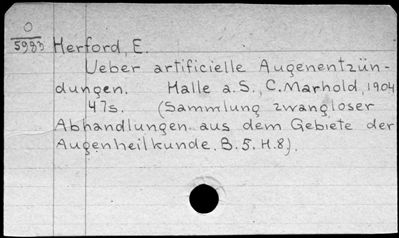 O
5983 Herford, E.
Ueber artificielle Augenentzün-
dungen. Halle a.S., C. Marhold, 1904
47s. (Sammlung zwangloser
Abhandlungen aus dem Gebiete der
Augenheilkunde. B.5. H.8).